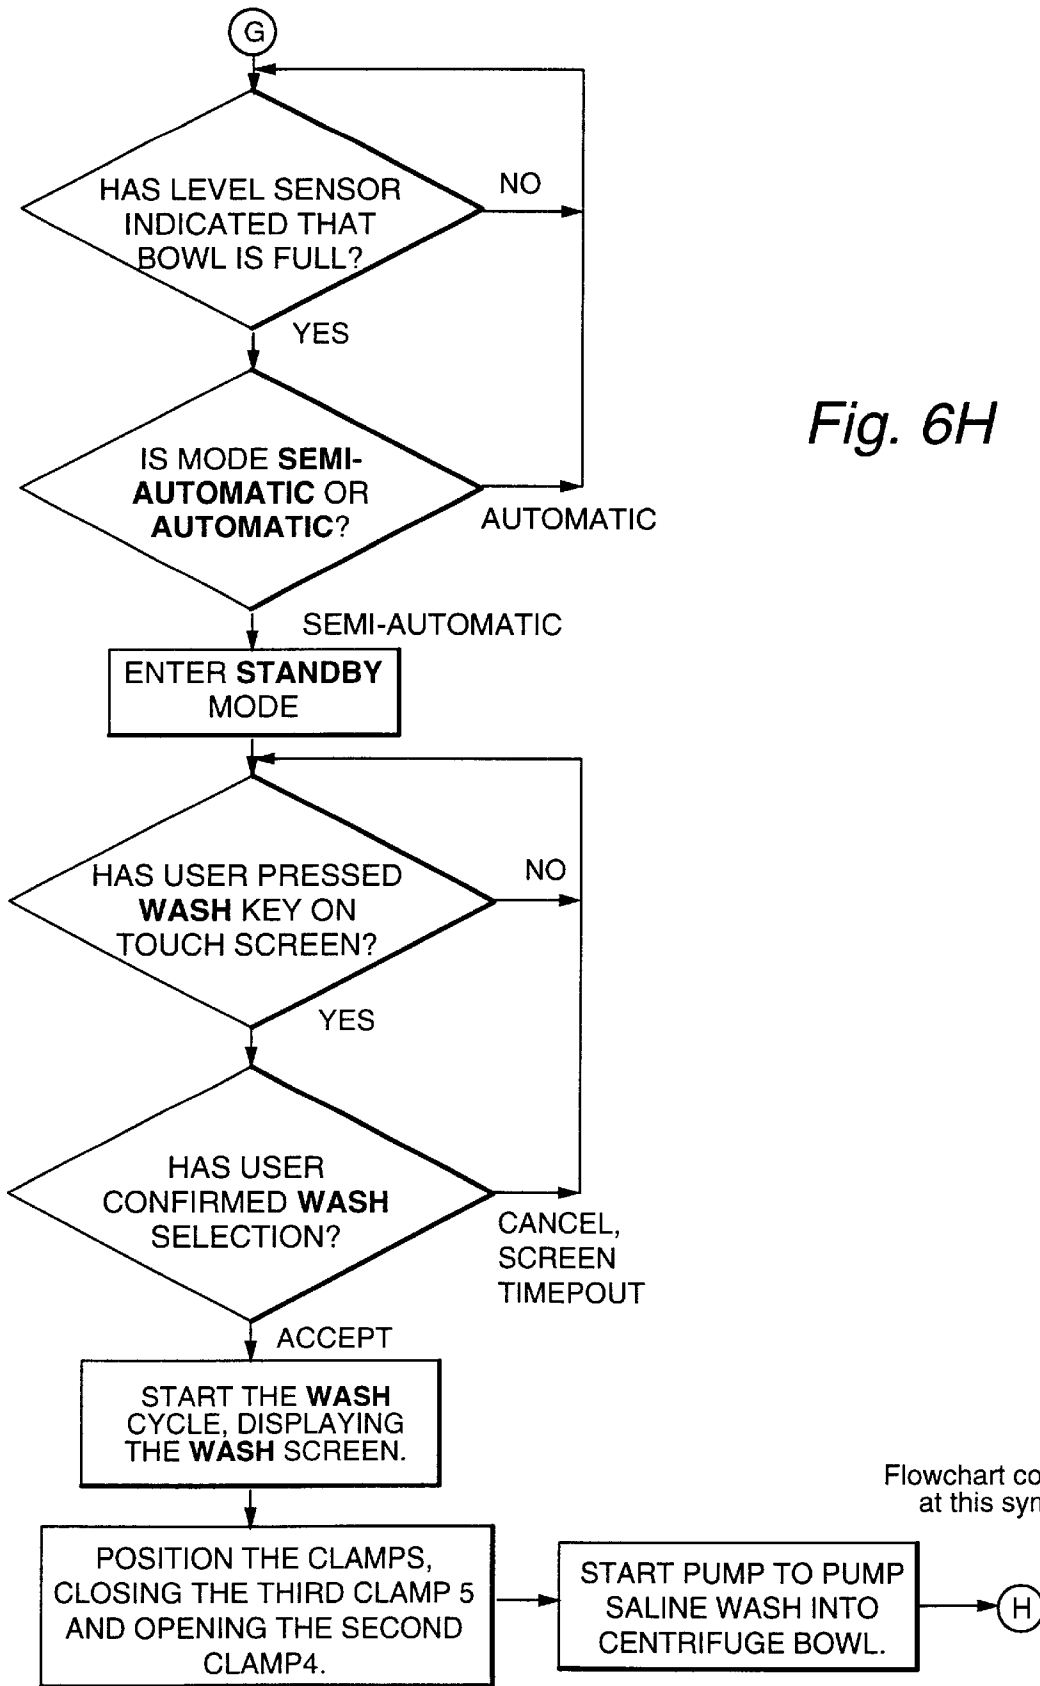 G
HAS LEVEL SENSOR
INDICATED THAT
BOWL IS FULL?
NO
YES
IS MODE SEMI-
AUTOMATIC OR
AUTOMATIC?
AUTOMATIC
Fig. 6H
SEMI-AUTOMATIC
ENTER STANDBY
MODE
HAS USER PRESSED
WASH KEY ON
TOUCH SCREEN?
NO
YES
HAS USER
CONFIRMED WASH
SELECTION?
CANCEL,
SCREEN
TIMEPOUT
ACCEPT
START THE WASH
CYCLE, DISPLAYING
THE WASH SCREEN.
POSITION THE CLAMPS,
CLOSING THE THIRD CLAMP 5
AND OPENING THE SECOND
CLAMP4.
START PUMP TO PUMP
SALINE WASH INTO
CENTRIFUGE BOWL.
Flowchart
at this
H